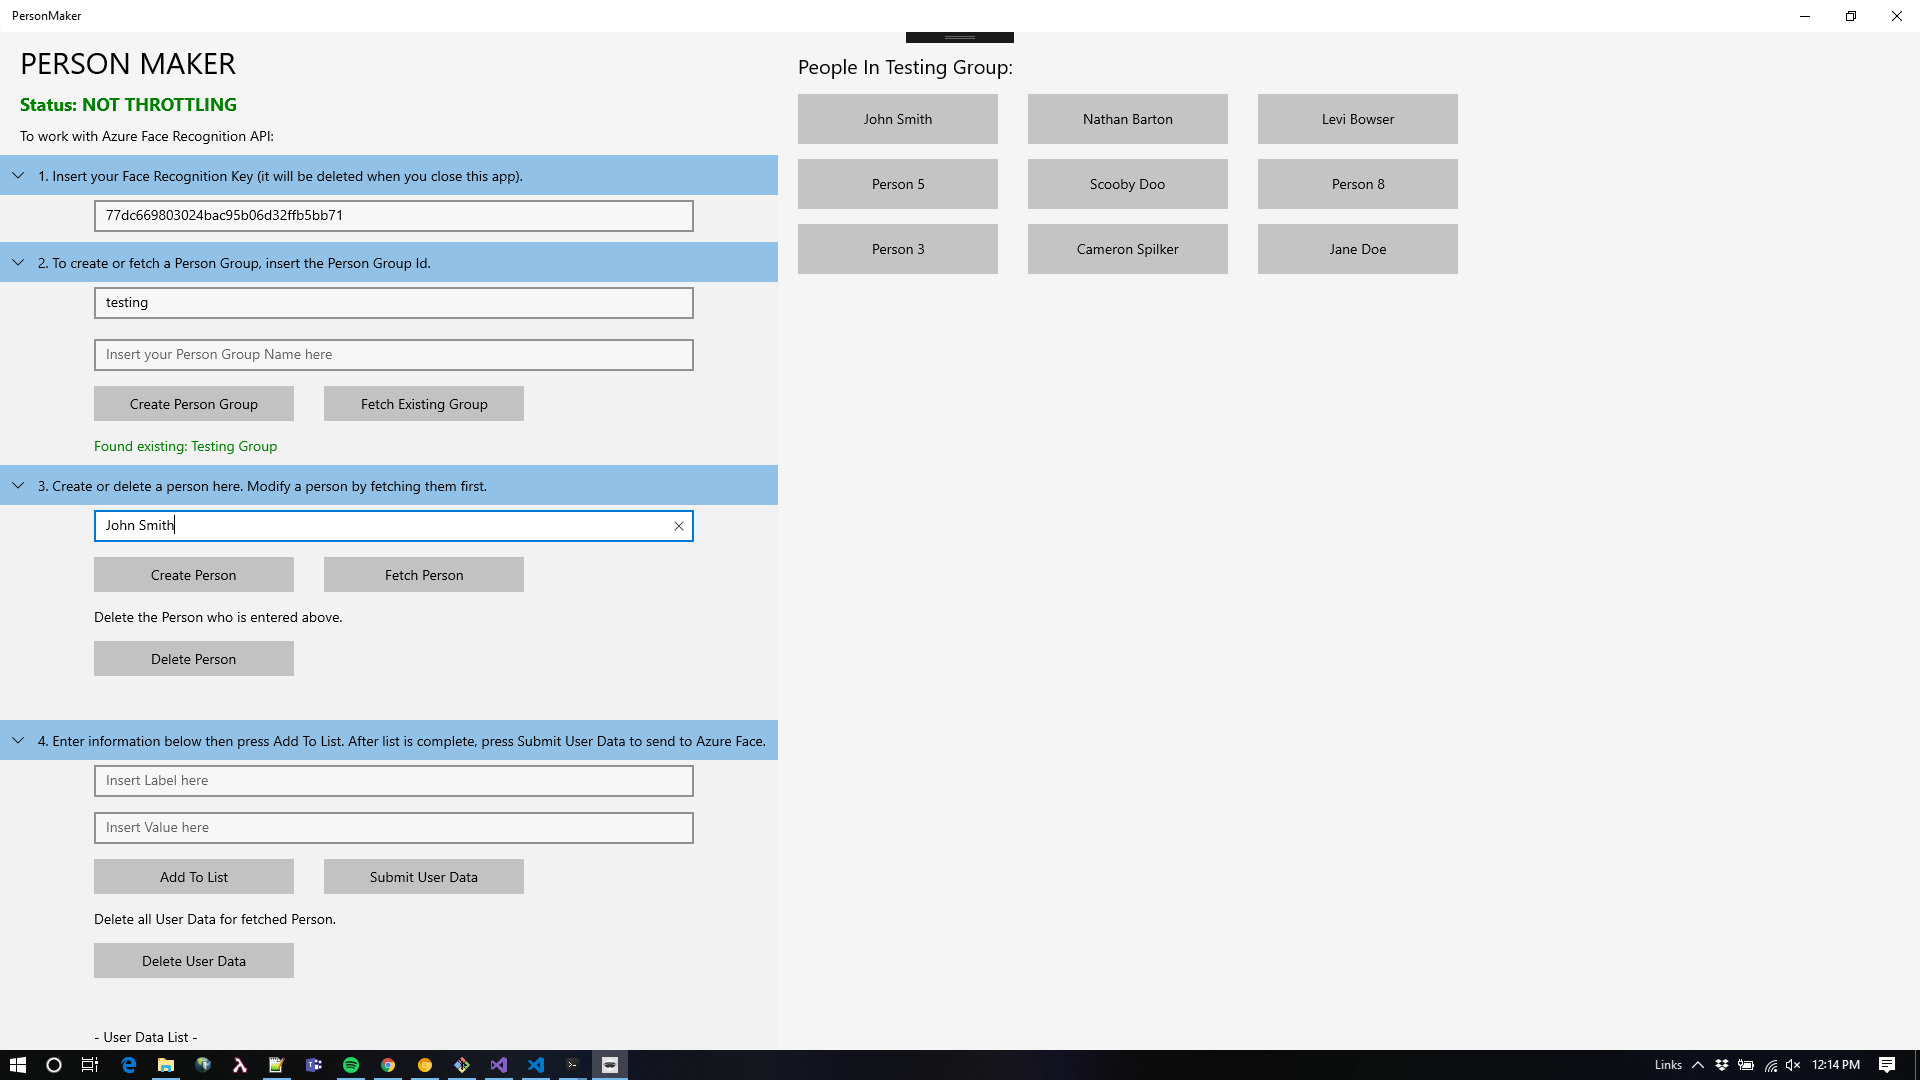 PersonMaker
PERSON MAKER
Status: NOT THROTTLING
To work with Azure Face Recognition API:
1. Insert your Face Recognition Key (it will be deleted when you close this app).
77dc669803024bac95b06d32ffb5bb71
2. To create or fetch a Person Group, insert the Person Group Id.
testing
Insert your Person Group Name here
Create Person Group
Fetch Existing Group
Found existing: Testing Group
3. Create or delete a person here. Modify a person by fetching them first.
John Smith
Create Person
Fetch Person
Delete the Person who is entered above.
Delete Person
4. Enter information below then press Add To List. After list is complete, press Submit User Data to send to Azure Face.
Insert Label here
Insert Value here
Add To List
Submit User Data
Delete all User Data for fetched Person.
Delete User Data
- User Data List -
People In Testing Group:
John Smith
Nathan Barton
Levi Bowser
Person 5
Scooby Doo
Person 8
Person 3
Cameron Spilker
Jane Doe
Links
12:14 PM